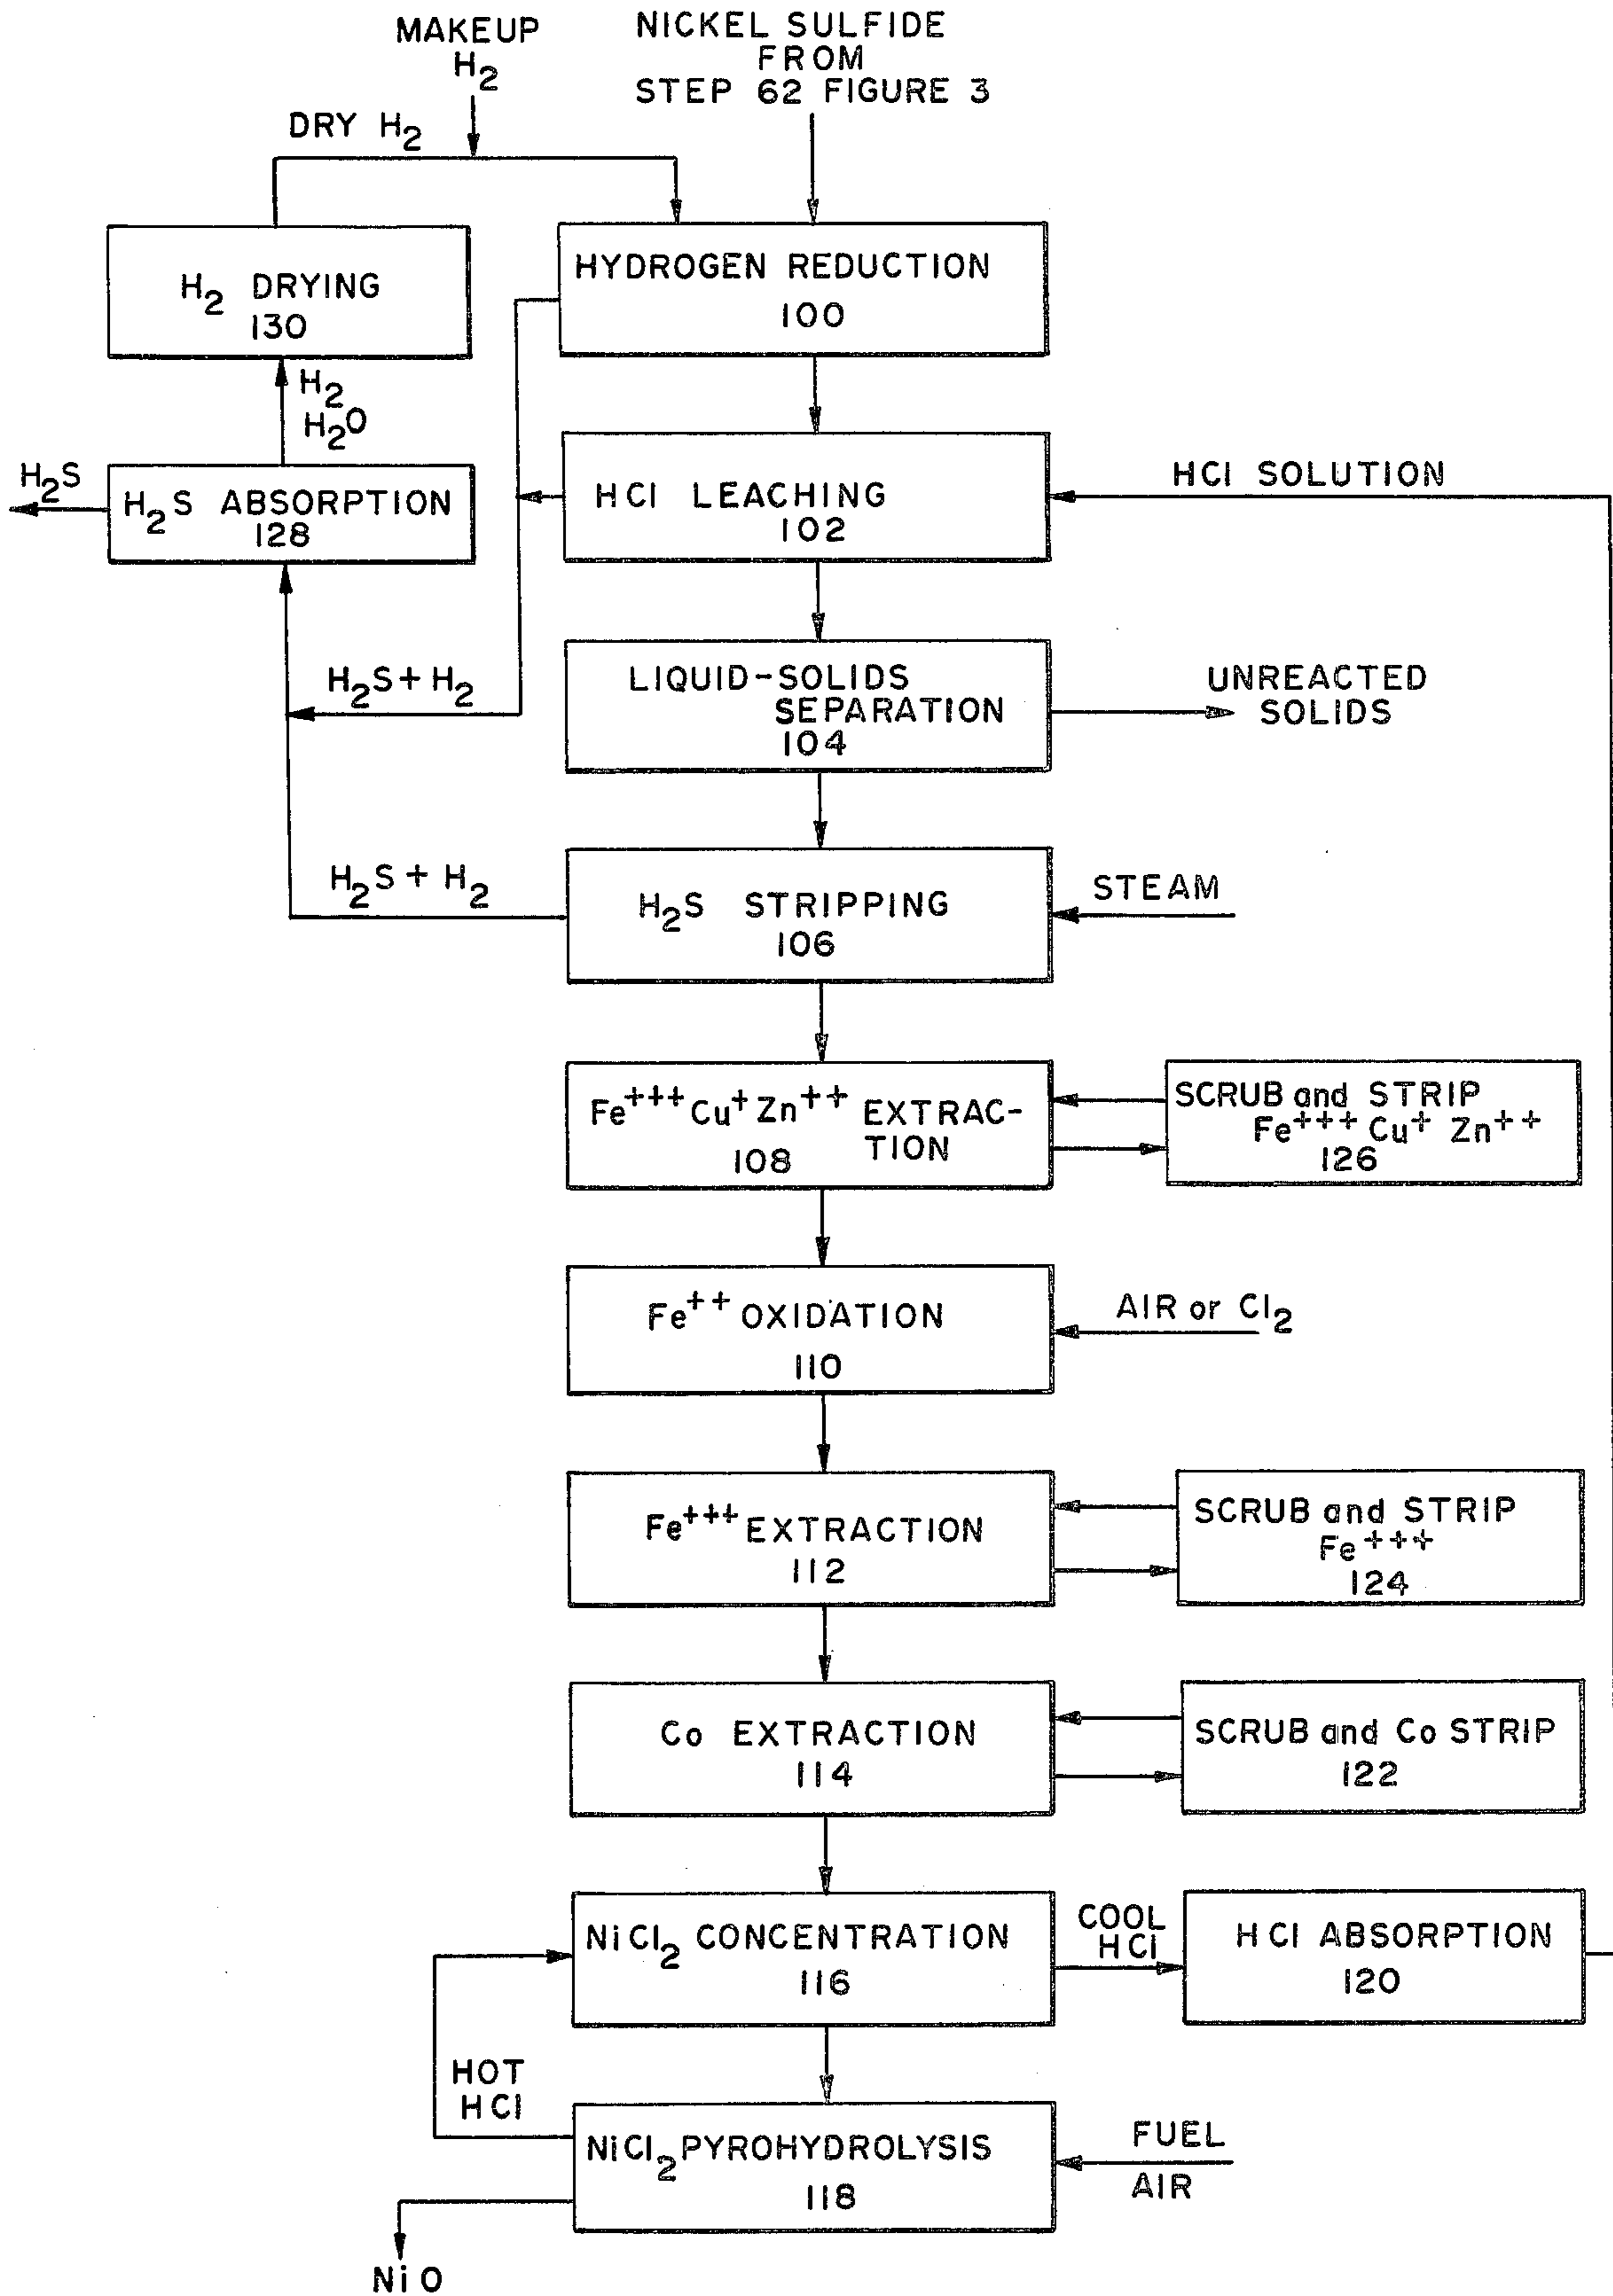 MAKEUP
H2
NICKEL SULFIDE
FROM
STEP 62 FIGURE 3
DRY H2
H2 DRYING
130
HYDROGEN REDUCTION
100
H2
H2O
H2S
H2S ABSORPTION
128
HCl LEACHING
102
HCl SOLUTION
H2S + H2
LIQUID-SOLIDS
SEPARATION
104
UNREACTED
SOLIDS
H2S + H2
H2S STRIPPING
106
STEAM
Fe+++ Cu+ Zn++ EXTRAC-
TION
108
SCRUB and STRIP
Fe+++ Cu+ Zn++
126
Fe++ OXIDATION
110
AIR or Cl2
Fe+++ EXTRACTION
112
SCRUB and STRIP
Fe+++
124
Co EXTRACTION
114
SCRUB and Co STRIP
122
NiCl2 CONCENTRATION
116
COOL
HCl
HCl ABSORPTION
120
HOT
HCl
NiCl2 PYROHYDROLYSIS
118
FUEL
AIR
NiO